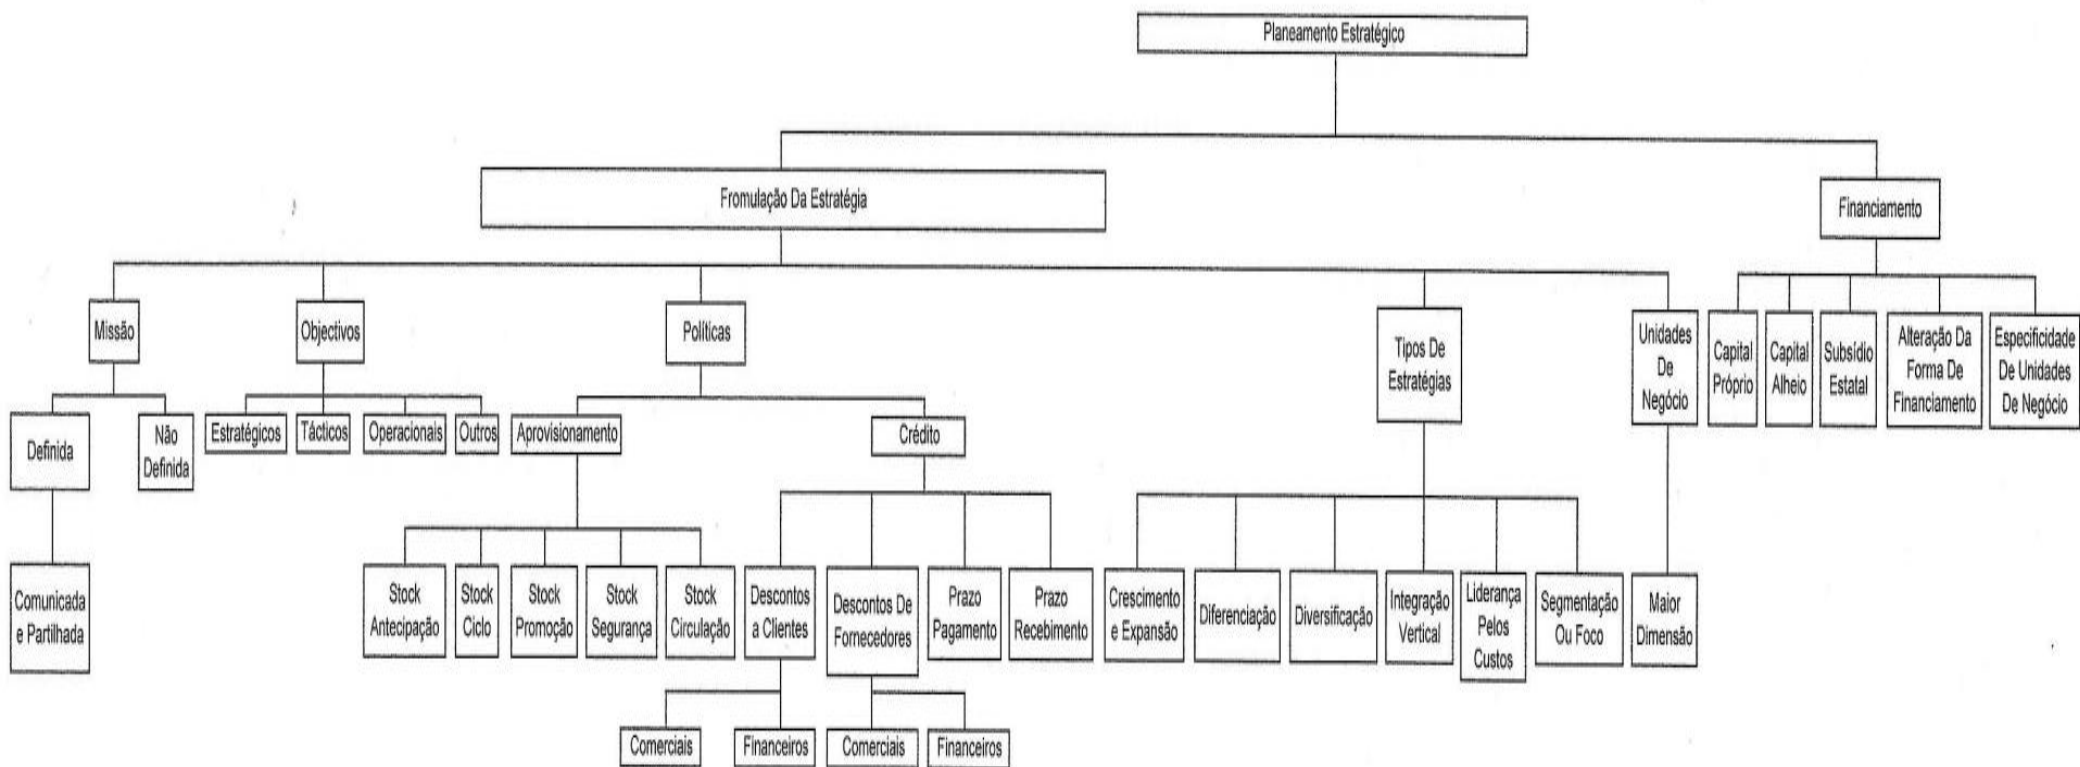 Planeamento Estratégico
Fromulação Da Estratégia
Financiamento
Missão
Objectivos
Políticas
Tipos De
Estratégias
Unidades
De
Negócio
Capital
Próprio
Capital
Alheio
Subsídio
Estatal
Alteração Da
Forma De
Financiamento
Especificidade
De Unidades
De Negócio
Definida
Não
Definida
Estratégicos
Tácticos
Operacionais
Outros
Aprovisionamento
Crédito
Comunicada
e Partilhada
Stock
Antecipação
Stock
Ciclo
Stock
Promoção
Stock
Segurança
Stock
Circulação
Descontos
a Clientes
Descontos De
Fornecedores
Prazo
Pagamento
Prazo
Recebimento
Crescimento
e Expansão
Diferenciação
Diversificação
Integração
Vertical
Liderança
Pelos
Custos
Segmentação
Ou Foco
Maior
Dimensão
Comerciais
Financeiros
Comerciais
Financeiros